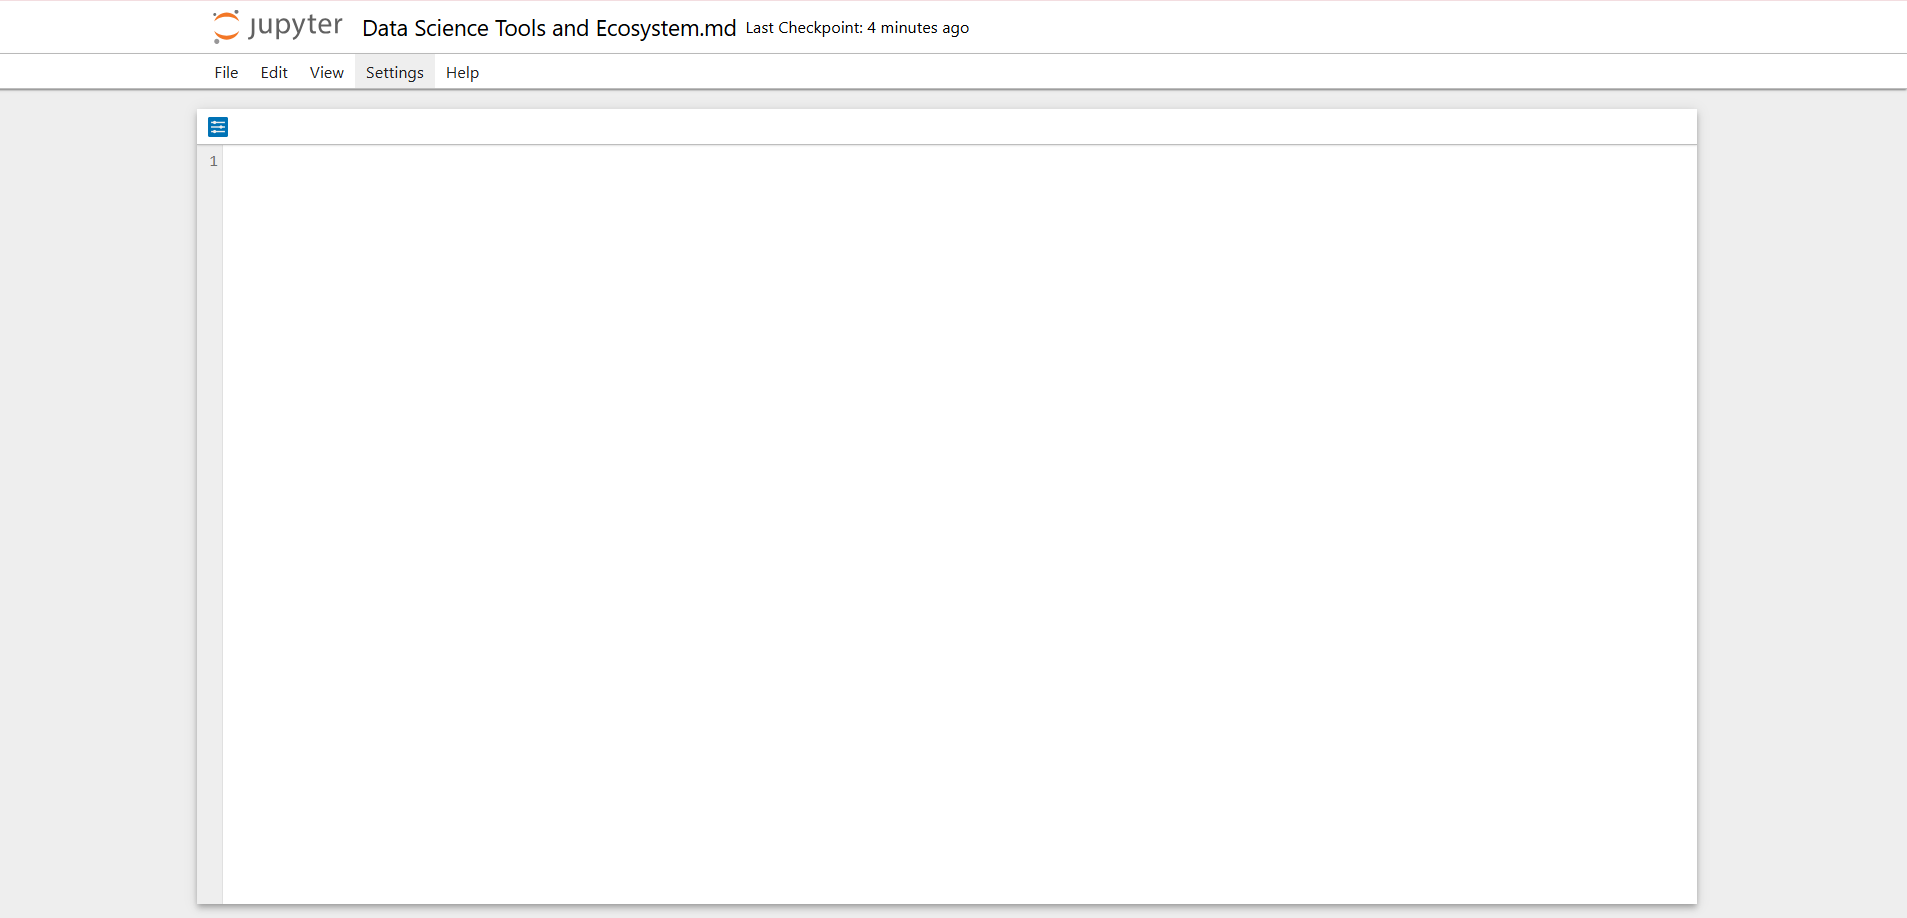 jupyter Data Science Tools and Ecosystem.md Last Checkpoint: 4 minutes ago
File Edit View Settings Help
1